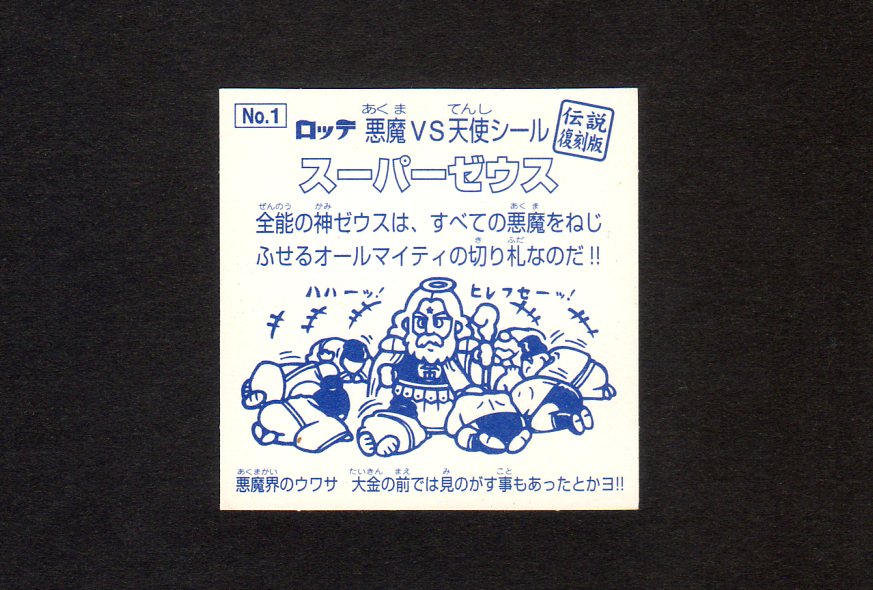 No.1
ロッテ 悪魔VS天使シール
あくま てんし
伝説
復刻版
スーパーゼウス
ぜんのう かみ あくま
全能の神ゼウスは、すべての悪魔をねじ
き ふだ
ふせるオールマイティの切り札なのだ!!
ハハーッ! ヒレフセーッ!
あくまかい たいきん まえ み こと
悪魔界のウワサ 大金の前では見のがす事もあったとかヨ!!